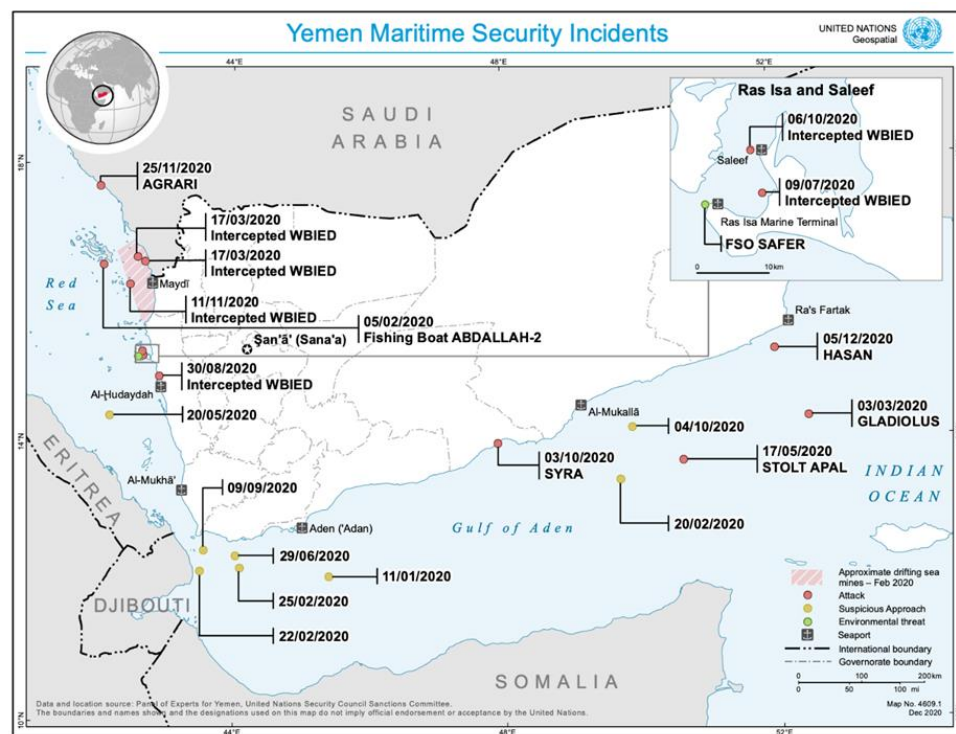 Yemen Maritime Security Incidents
UNITED NATIONS
Geospatial
44°E
48°E
52°E
18°N
14°N
10°N
44°E
48°E
52°E
SAUDI
ARABIA
Ras Isa and Saleef
06/10/2020
Intercepted WBIED
Saleef
09/07/2020
Intercepted WBIED
Ras Isa Marine Terminal
FSO SAFER
0
10km
25/11/2020
AGRARI
17/03/2020
Intercepted WBIED
17/03/2020
Intercepted WBIED
Red
Sea
Maydī
11/11/2020
Intercepted WBIED
05/02/2020
Fishing Boat ABDALLAH-2
Şan'ā' (Sana'a)
30/08/2020
Intercepted WBIED
Al-Ḩudaydah
20/05/2020
Ra's Fartak
05/12/2020
HASAN
Al-Mukallā
04/10/2020
03/03/2020
GLADIOLUS
17/05/2020
STOLT APAL
03/10/2020
SYRA
INDIAN
OCEAN
20/02/2020
Gulf of Aden
ERITREA
Al-Mukhā'
09/09/2020
Aden ('Adan)
29/06/2020
11/01/2020
25/02/2020
DJIBOUTI
22/02/2020
SOMALIA
Approximate drifting sea
mines – Feb 2020
Attack
Suspicious Approach
Environmental threat
Seaport
International boundary
Governorate boundary
0 100 200km
0 50 100 mi
Data and location source: Panel of Experts for Yemen, United Nations Security Council Sanctions Committee.
The boundaries and names shown and the designations used on this map do not imply official endorsement or acceptance by the United Nations.
Map No. 4609.1
Dec 2020